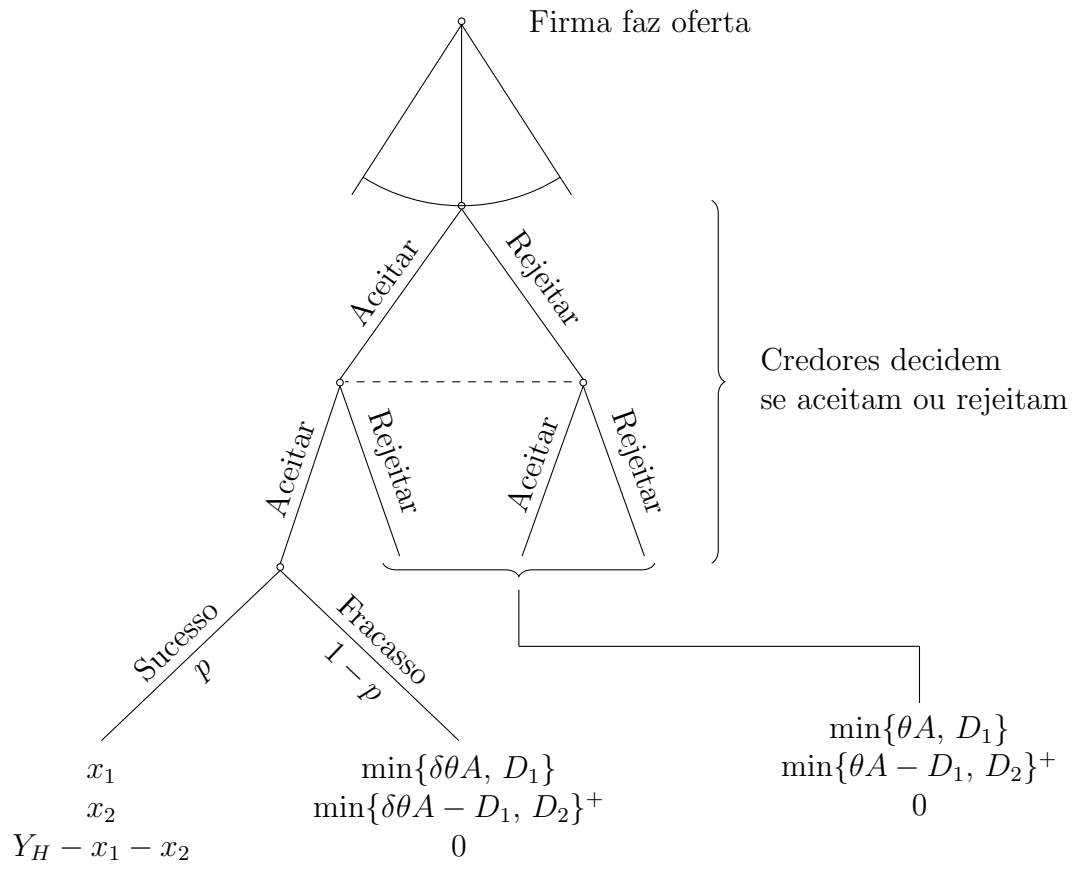 Firma faz oferta
Aceitar
Rejeitar
Credores decidem
se aceitam ou rejeitam
Aceitar
Rejeitar
Aceitar
Rejeitar
Sucesso
p
Fracasso
1 − p
x₁
x₂
Y_H − x₁ − x₂
min{δθA, D₁}
min{δθA − D₁, D₂}⁺
0
min{θA, D₁}
min{θA − D₁, D₂}⁺
0